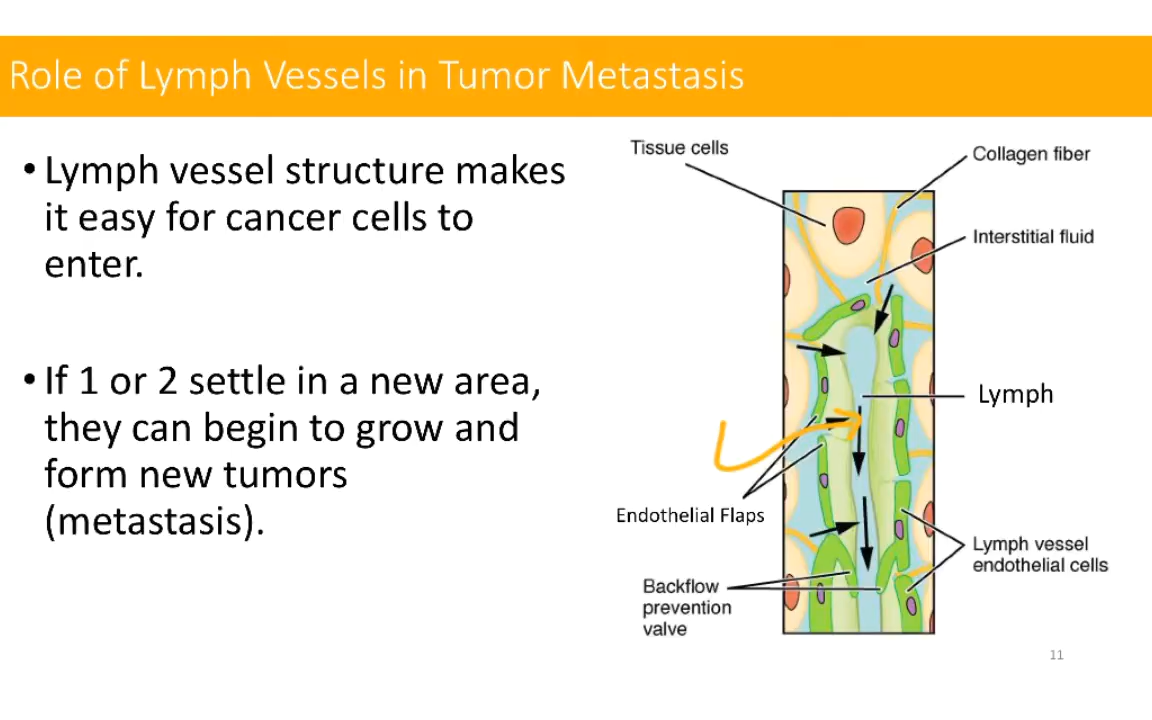 Role of Lymph Vessels in Tumor Metastasis
• Lymph vessel structure makes
it easy for cancer cells to
enter.
• If 1 or 2 settle in a new area,
they can begin to grow and
form new tumors
(metastasis).
Tissue cells
Collagen fiber
Interstitial fluid
Lymph
Endothelial Flaps
Lymph vessel
endothelial cells
Backflow
prevention
valve
11